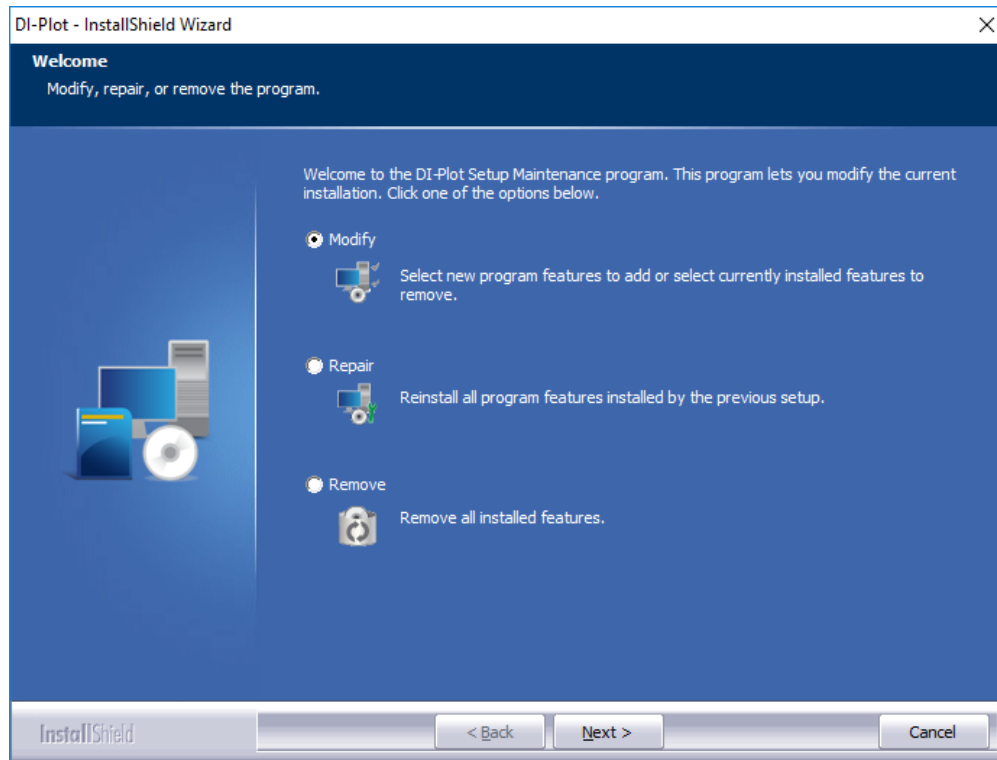 DI-Plot - InstallShield Wizard
Welcome
Modify, repair, or remove the program.
Welcome to the DI-Plot Setup Maintenance program. This program lets you modify the current
installation. Click one of the options below.
Modify
Select new program features to add or select currently installed features to
remove.
Repair
Reinstall all program features installed by the previous setup.
Remove
Remove all installed features.
InstallShield
< Back
Next >
Cancel